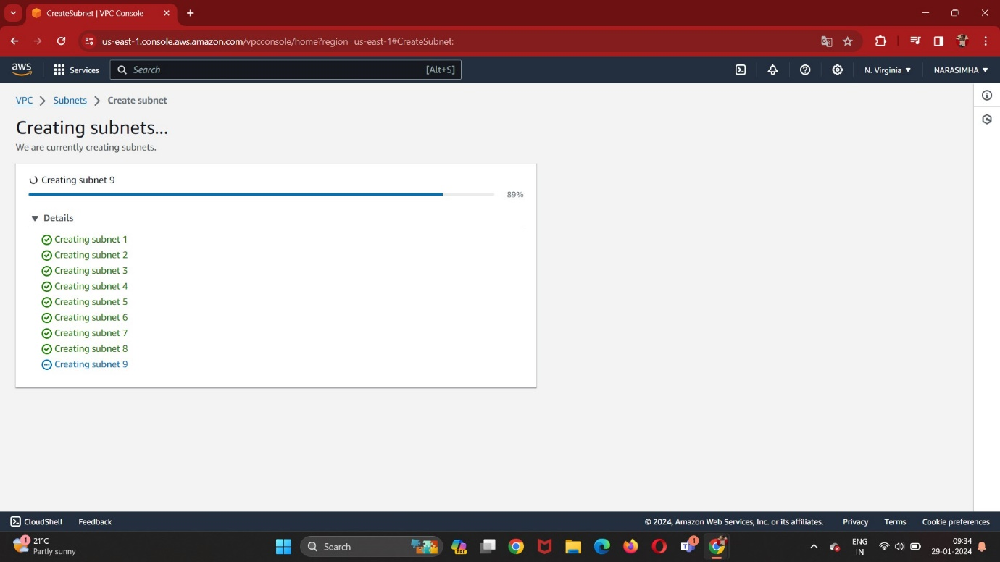 CreateSubnet | VPC Console
us-east-1.console.aws.amazon.com/vpcconsole/home?region=us-east-1#CreateSubnet:
aws
Services
Search
[Alt+S]
N. Virginia
NARASIMHA
VPC
Subnets
Create subnet
Creating subnets...
We are currently creating subnets.
Creating subnet 9
89%
Details
Creating subnet 1
Creating subnet 2
Creating subnet 3
Creating subnet 4
Creating subnet 5
Creating subnet 6
Creating subnet 7
Creating subnet 8
Creating subnet 9
CloudShell
Feedback
© 2024, Amazon Web Services, Inc. or its affiliates.
Privacy
Terms
Cookie preferences
1
21°C
Partly sunny
Search
PRE
1
ENG
IN
09:34
29-01-2024